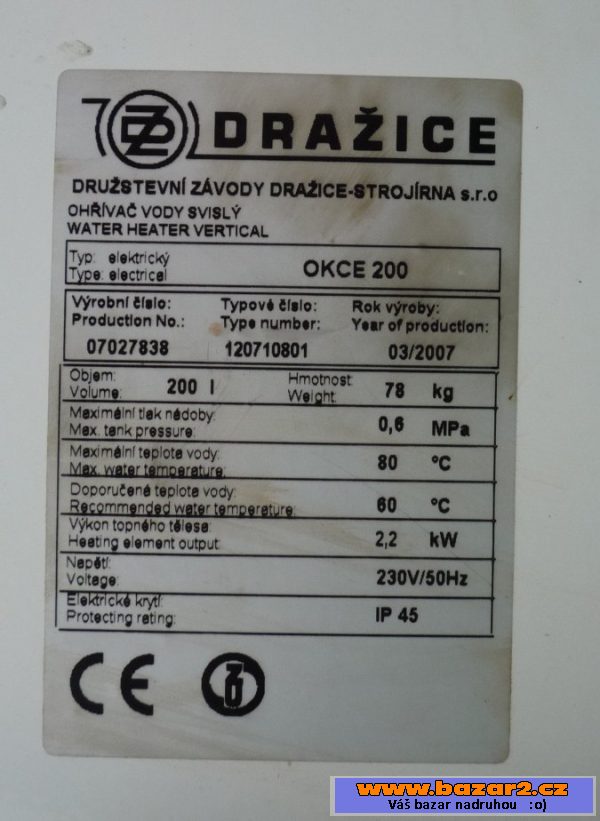 DZ DRAŽICE
DRUŽSTEVNÍ ZÁVODY DRAŽICE-STROJÍRNA s.r.o
OHŘÍVAČ VODY SVISLÝ
WATER HEATER VERTICAL
Typ: elektrický
Type: electrical OKCE 200
Výrobní číslo: Typové číslo: Rok výroby:
Production No.: Type number: Year of production:
07027838 120710801 03/2007
Objem: Hmotnost:
Volume: 200 l Weight: 78 kg
Maximální tlak nádoby:
Max. tank pressure: 0,6 MPa
Maximální teplota vody:
Max. water temperature: 80 °C
Doporučená teplota vody:
Recommended water temperature: 60 °C
Výkon topného tělesa:
Heating element output: 2,2 kW
Napětí:
Voltage: 230V/50Hz
Elektrické krytí:
Protecting rating: IP 45
CE
www.bazar2.cz
Váš bazar nadruhou :o)